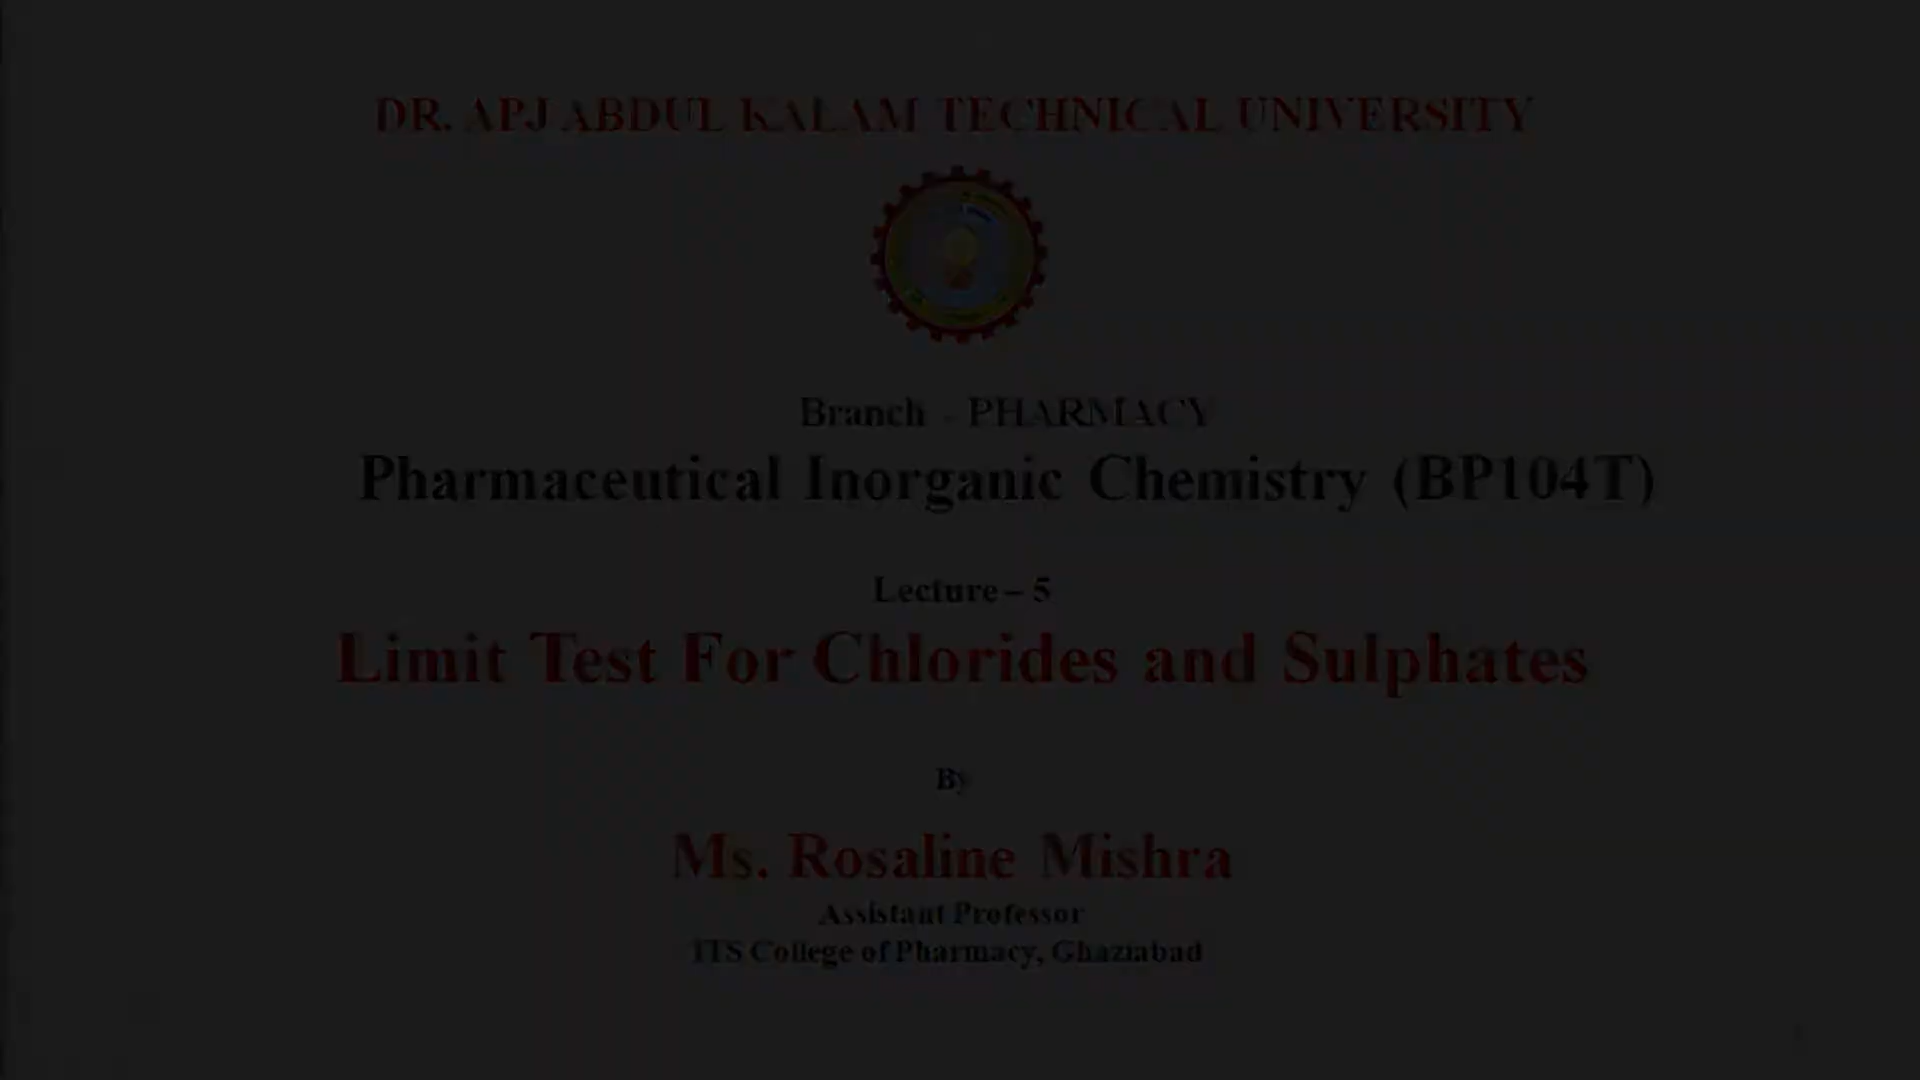 DR. APJ ABDUL KALAM TECHNICAL UNIVERSITY
Branch - PHARMACY
Pharmaceutical Inorganic Chemistry (BP104T)
Lecture – 5
Limit Test For Chlorides and Sulphates
By
Ms. Rosaline Mishra
Assistant Professor
ITS College of Pharmacy, Ghaziabad